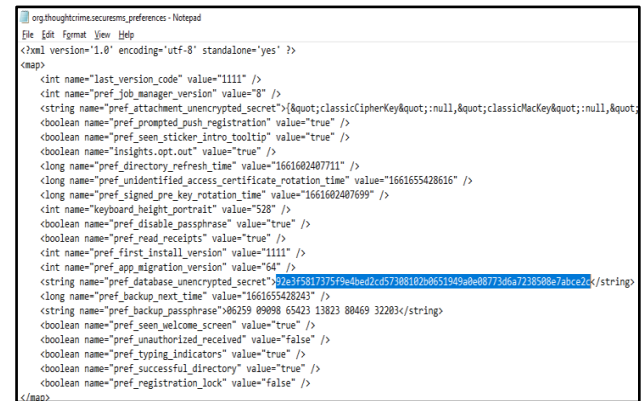 org.thoughtcrime.securesms_preferences - Notepad
File Edit Format View Help
<?xml version='1.0' encoding='utf-8' standalone='yes' ?>
<map>
<int name="last_version_code" value="1111" />
<int name="pref_job_manager_version" value="8" />
<string name="pref_attachment_unencrypted_secret">{&quot;classicCipherKey&quot;:null,&quot;classicMacKey&quot;:null,&quot;
<boolean name="pref_prompted_push_registration" value="true" />
<boolean name="pref_seen_sticker_intro_tooltip" value="true" />
<boolean name="insights.opt.out" value="true" />
<long name="pref_directory_refresh_time" value="1661602407711" />
<long name="pref_unidentified_access_certificate_rotation_time" value="1661655428616" />
<long name="pref_signed_pre_key_rotation_time" value="1661602407699" />
<int name="keyboard_height_portrait" value="528" />
<boolean name="pref_disable_passphrase" value="true" />
<boolean name="pref_read_receipts" value="true" />
<int name="pref_first_install_version" value="1111" />
<int name="pref_app_migration_version" value="64" />
<string name="pref_database_unencrypted_secret">92e3f5817375f9e4bed2cd57308102b0651949a0e08773d6a7238508e7abce2d</string>
<long name="pref_backup_next_time" value="1661655428243" />
<string name="pref_backup_passphrase">06259 09098 65423 13823 80469 32203</string>
<boolean name="pref_seen_welcome_screen" value="true" />
<boolean name="pref_unauthorized_received" value="false" />
<boolean name="pref_typing_indicators" value="true" />
<boolean name="pref_successful_directory" value="true" />
<boolean name="pref_registration_lock" value="false" />
</map>